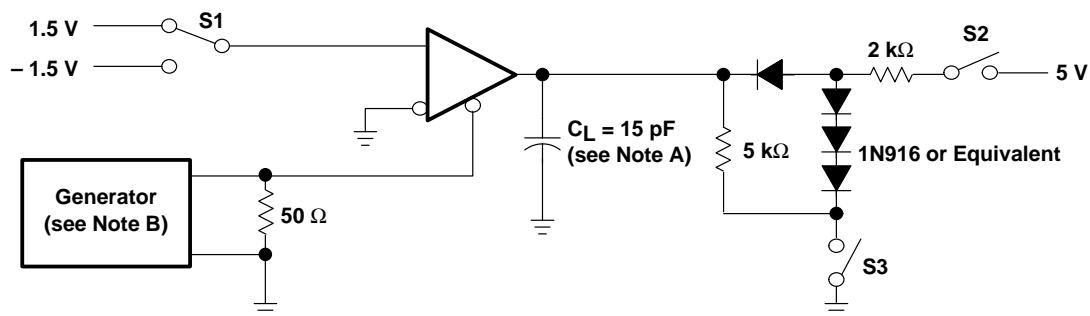 1.5 V
S1
– 1.5 V
2 kΩ
S2
5 V
CL = 15 pF
(see Note A)
5 kΩ
1N916 or Equivalent
Generator
(see Note B)
50 Ω
S3